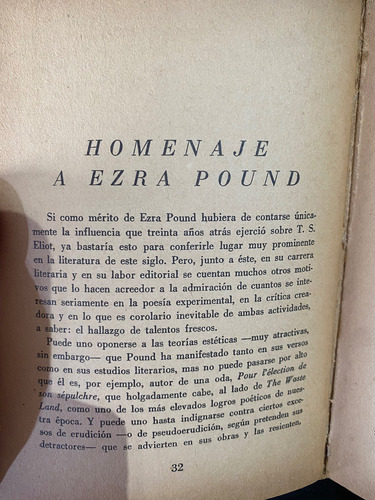 HOMENAJE
A EZRA POUND
Si como mérito de Ezra Pound hubiera de contarse única-
mente la influencia que treinta años atrás ejerció sobre T. S.
Eliot, ya bastaría esto para conferirle lugar muy prominente
en la literatura de este siglo. Pero, junto a éste, en su carrera
literaria y en su labor editorial se cuentan muchos otros moti-
vos que lo hacen acreedor a la admiración de cuantos se inte-
resan seriamente en la poesía experimental, en la crítica crea-
dora y en lo que es corolario inevitable de ambas actividades,
a saber: el hallazgo de talentos frescos.
Puede uno oponerse a las teorías estéticas —muy atractivas,
sin embargo— que Pound ha manifestado tanto en sus versos
como en sus estudios literarios, mas no puede pasarse por alto
que él es, por ejemplo, autor de una oda, Pour l'élection de
son sépulchre, que holgadamente cabe, al lado de The Waste
Land, como uno de los más elevados logros poéticos de nues-
tra época. Y puede uno hasta indignarse contra ciertos exce-
sos de erudición —o de pseudoerudición, según pretenden sus
detractores— que se advierten en sus obras y las resienten,
32